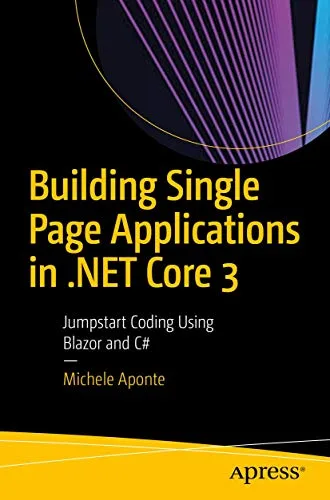 Building Single
Page Applications
in .NET Core 3
Jumpstart Coding Using
Blazor and C#
—
Michele Aponte
Apress®